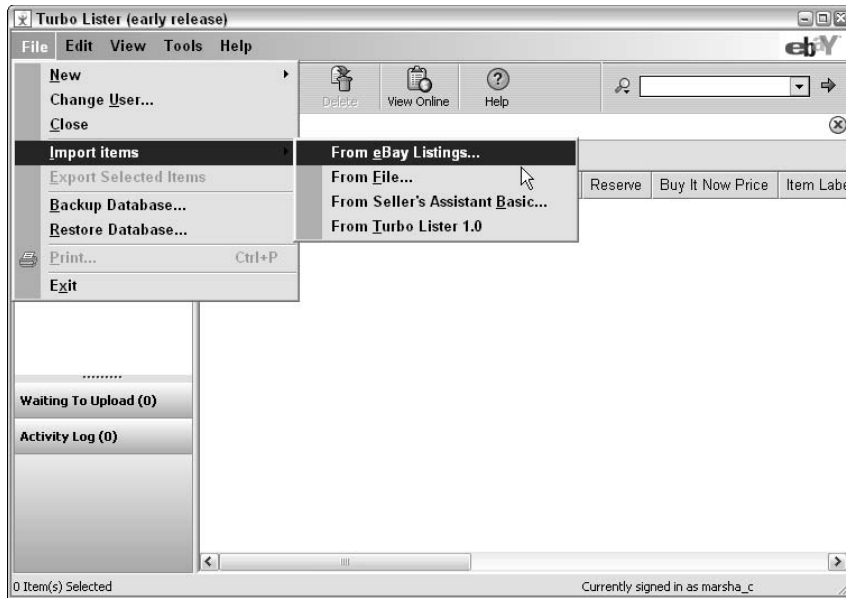 Turbo Lister (early release)
File Edit View Tools Help
ebaY
New
Change User...
Close
Import items
Export Selected Items
Backup Database...
Restore Database...
Print... Ctrl+P
Exit
From eBay Listings...
From File...
From Seller's Assistant Basic...
From Turbo Lister 1.0
Delete View Online Help
Reserve Buy It Now Price Item Labe
Waiting To Upload (0)
Activity Log (0)
0 Item(s) Selected Currently signed in as marsha_c